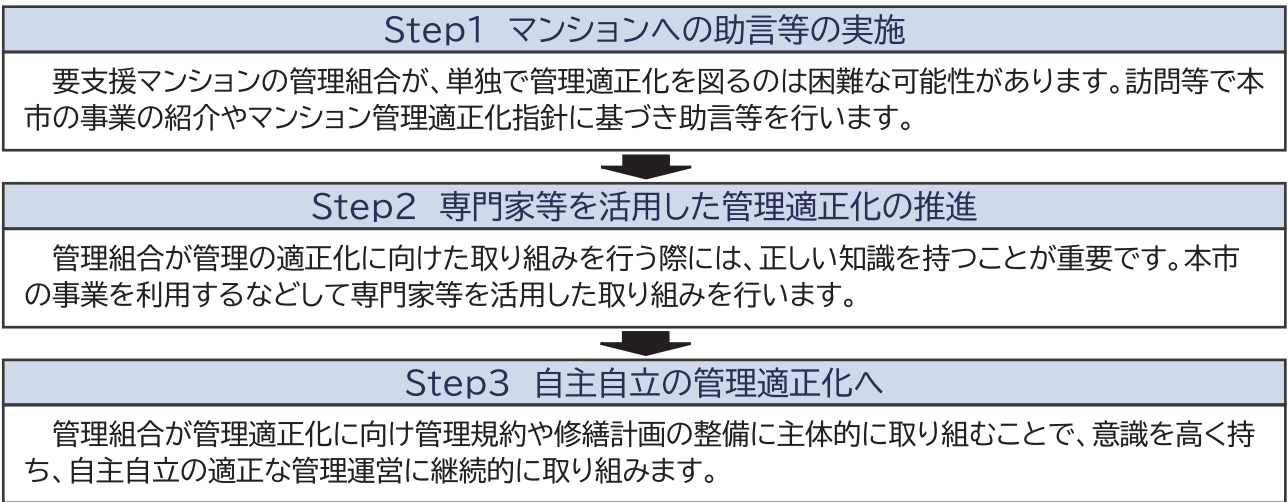 Step1　マンションへの助言等の実施
　要支援マンションの管理組合が、単独で管理適正化を図るのは困難な可能性があります。訪問等で本
市の事業の紹介やマンション管理適正化指針に基づき助言等を行います。
Step2　専門家等を活用した管理適正化の推進
　管理組合が管理の適正化に向けた取り組みを行う際には、正しい知識を持つことが重要です。本市
の事業を利用するなどして専門家等を活用した取り組みを行います。
Step3　自主自立の管理適正化へ
　管理組合が管理適正化に向け管理規約や修繕計画の整備に主体的に取り組むことで、意識を高く持
ち、自主自立の適正な管理運営に継続的に取り組みます。